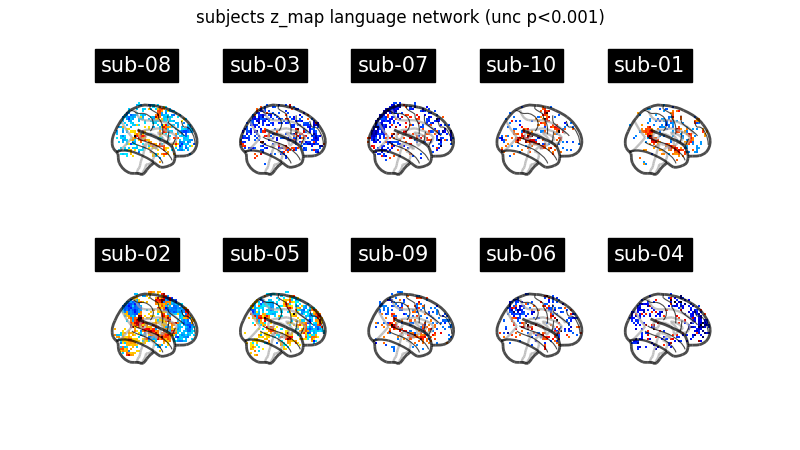 subjects z_map language network (unc p<0.001)
sub-08 sub-03 sub-07 sub-10 sub-01
sub-02 sub-05 sub-09 sub-06 sub-04